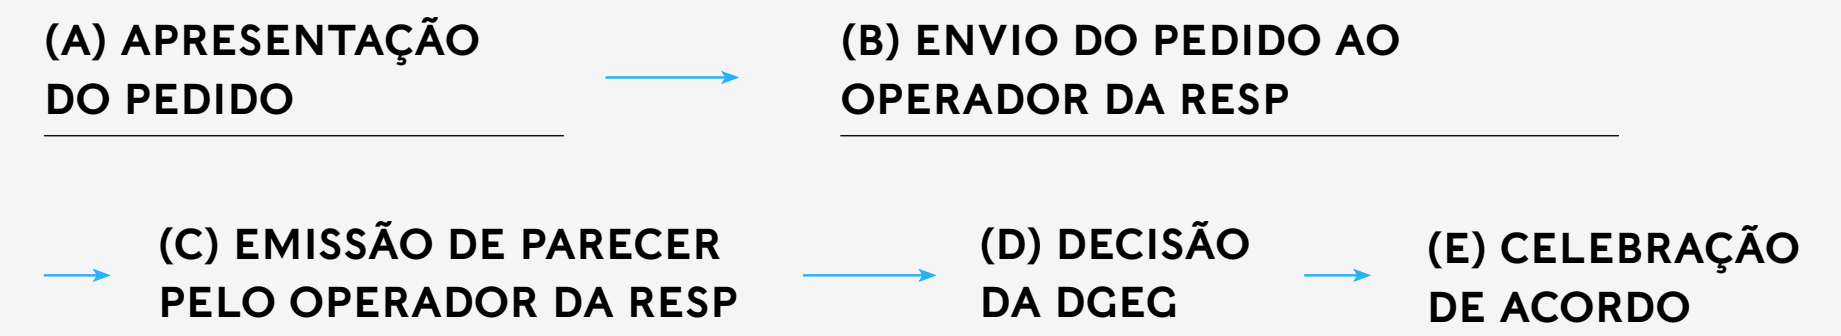 (A) APRESENTAÇÃO
DO PEDIDO
(B) ENVIO DO PEDIDO AO
OPERADOR DA RESP
(C) EMISSÃO DE PARECER
PELO OPERADOR DA RESP
(D) DECISÃO
DA DGEG
(E) CELEBRAÇÃO
DE ACORDO